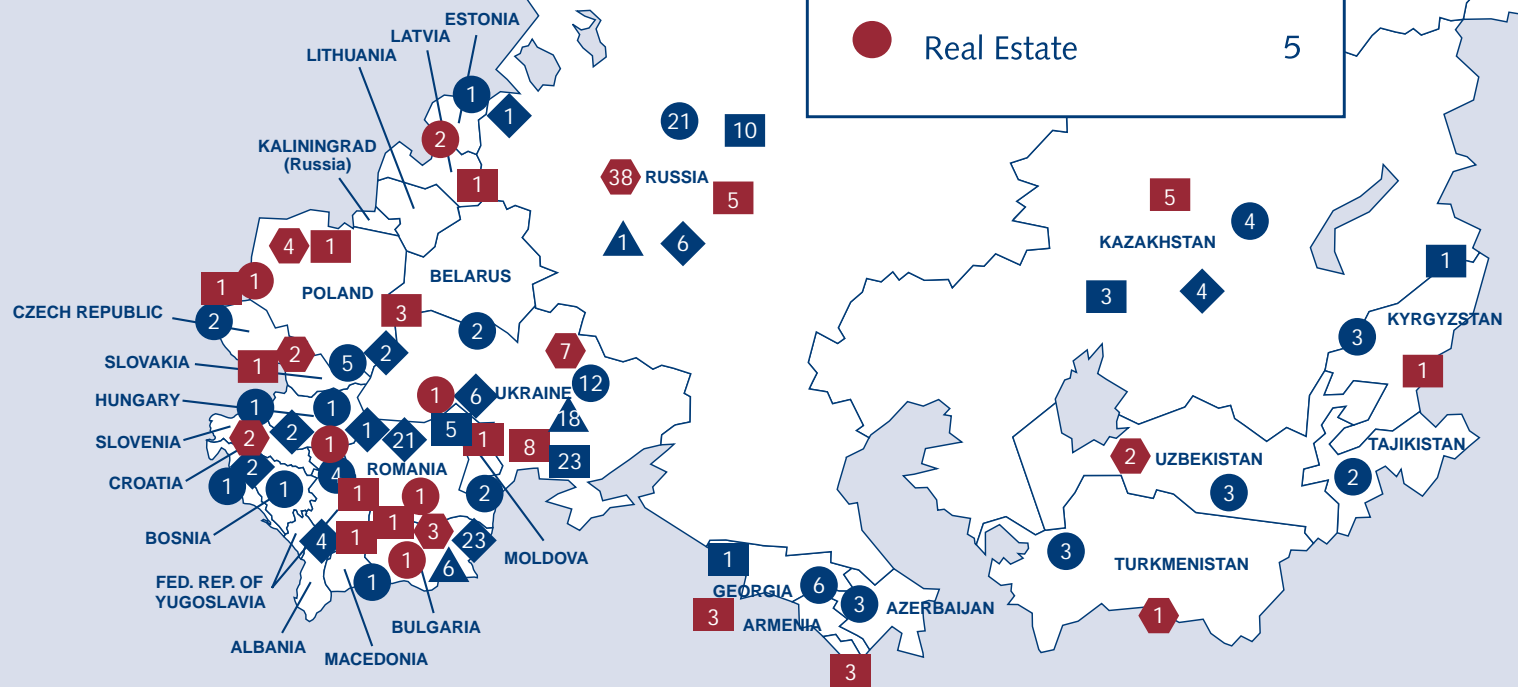 Real Estate 5
ESTONIA
LATVIA
LITHUANIA
1
1
21
10
2
KALININGRAD
(Russia)
38
RUSSIA
1
5
5
4
KAZAKHSTAN
4
1
1
6
1
BELARUS
1
1
POLAND
3
4
CZECH REPUBLIC
3
2
2
KYRGYZSTAN
3
7
2
2
SLOVAKIA
1
5
1
12
1
6
UKRAINE
HUNGARY
1
1
18
5
2
1
21
1
8
23
SLOVENIA
2
1
TAJIKISTAN
2
UZBEKISTAN
ROMANIA
2
4
2
CROATIA
1
1
1
1
2
3
1
3
23
BOSNIA
4
1
3
MOLDOVA
1
6
1
TURKMENISTAN
FED. REP. OF
YUGOSLAVIA
1
6
GEORGIA
3
AZERBAIJAN
3
ARMENIA
1
BULGARIA
ALBANIA
MACEDONIA
3